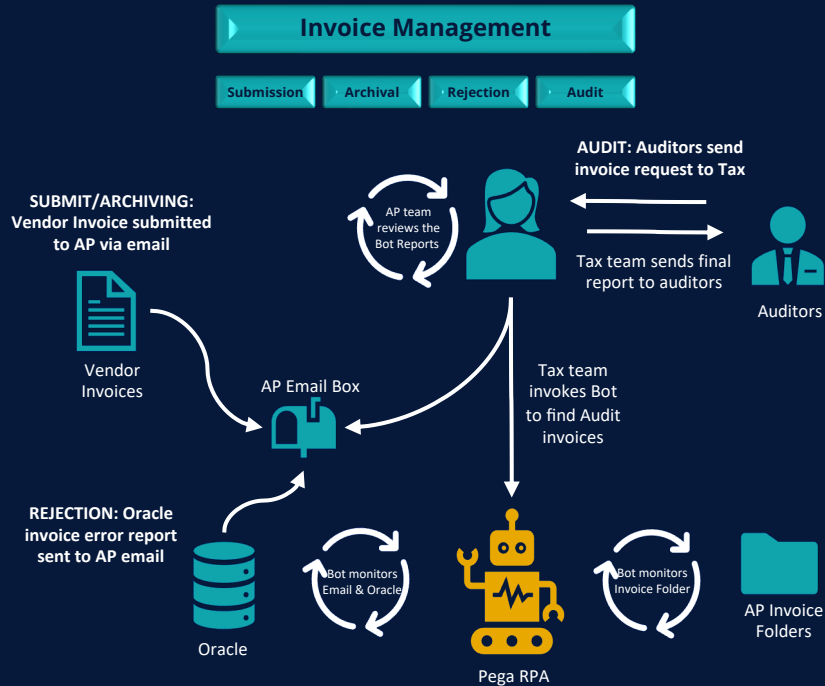 Invoice Management
Submission
Archival
Rejection
Audit
AUDIT: Auditors send
invoice request to Tax
SUBMIT/ARCHIVING:
Vendor Invoice submitted
to AP via email
AP team
reviews the
Bot Reports
Tax team sends final
report to auditors
Auditors
Vendor
Invoices
AP Email Box
Tax team
invokes Bot
to find Audit
invoices
REJECTION: Oracle
invoice error report
sent to AP email
Bot monitors
Email & Oracle
Bot monitors
Invoice Folder
AP Invoice
Folders
Oracle
Pega RPA